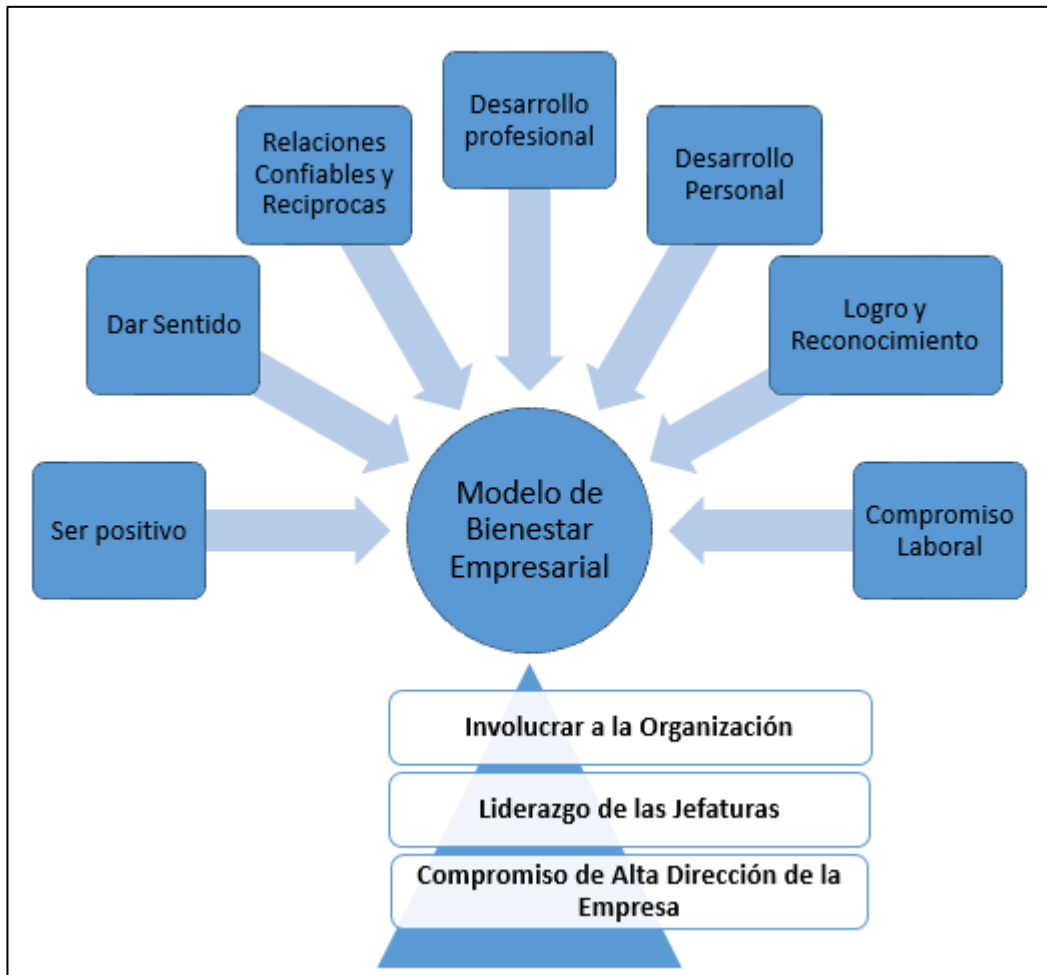 Desarrollo
profesional
Relaciones
Confiables y
Reciprocas
Desarrollo
Personal
Dar Sentido
Logro y
Reconocimiento
Ser positivo
Modelo de
Bienestar
Empresarial
Compromiso
Laboral
Involucrar a la Organización
Liderazgo de las Jefaturas
Compromiso de Alta Dirección de la
Empresa